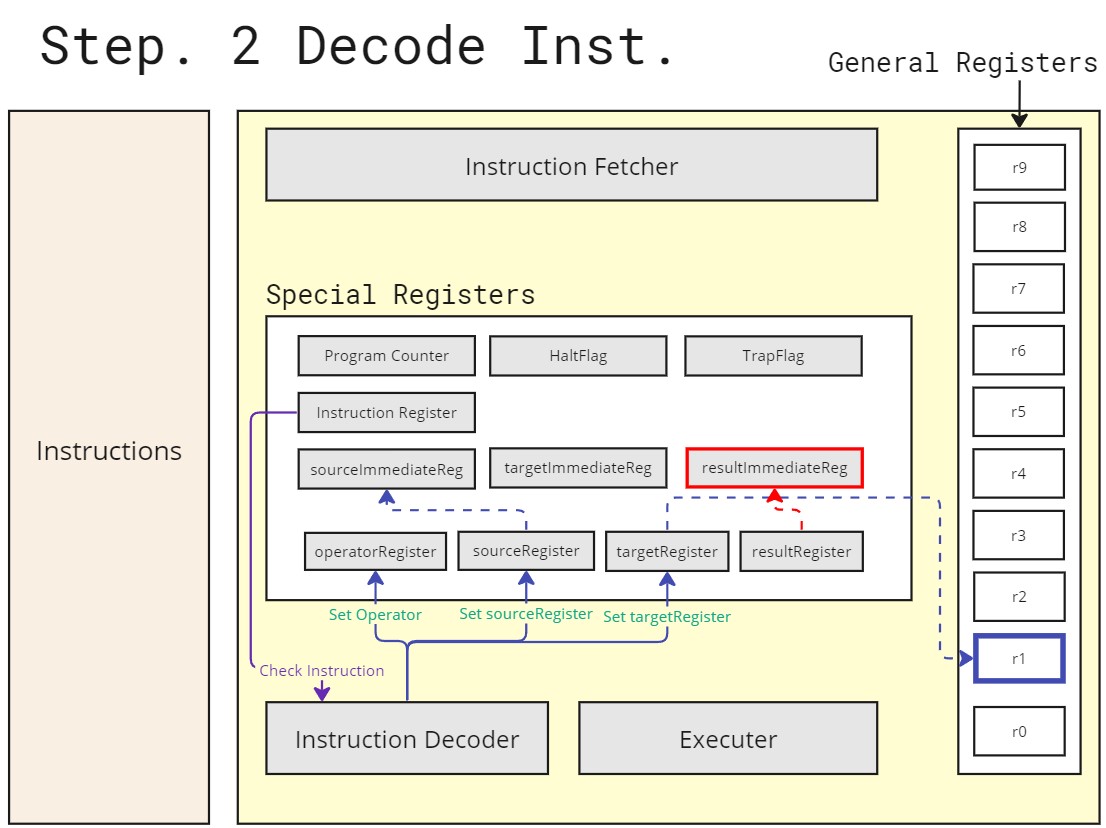 Step. 2 Decode Inst.
General Registers
Instructions
Instruction Fetcher
Special Registers
Program Counter
HaltFlag
TrapFlag
Instruction Register
sourceImmediateReg
targetImmediateReg
resultImmediateReg
operatorRegister
sourceRegister
targetRegister
resultRegister
Set Operator
Set sourceRegister
Set targetRegister
Check Instruction
Instruction Decoder
Executer
r9
r8
r7
r6
r5
r4
r3
r2
r1
r0